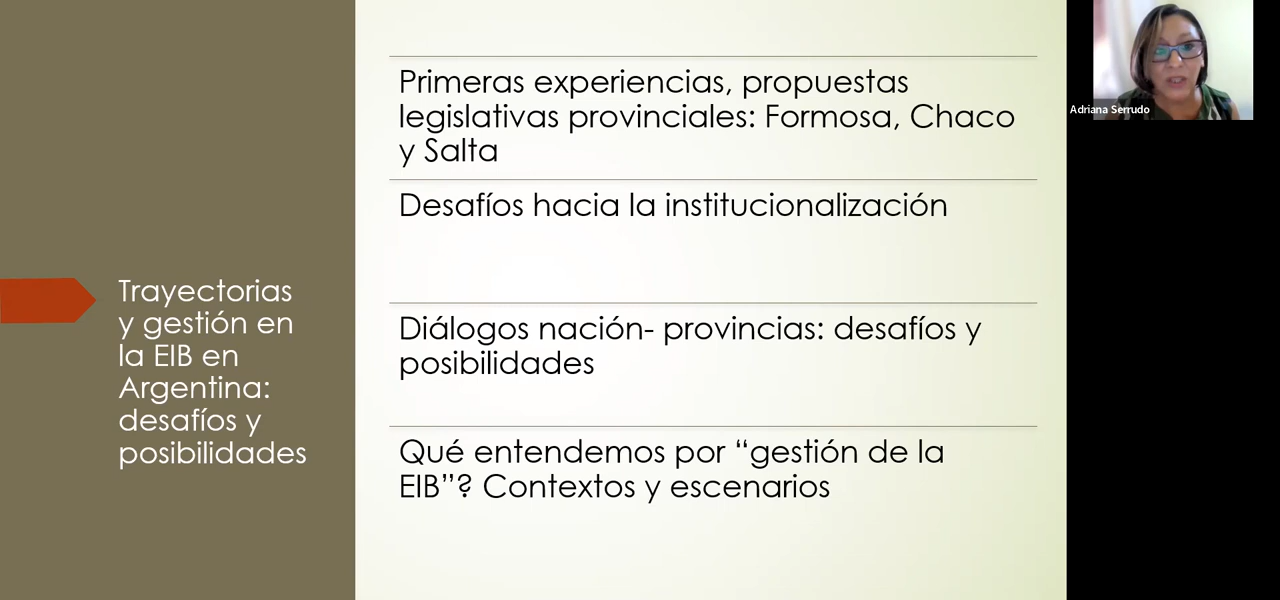 Trayectorias
y gestión en
la EIB en
Argentina:
desafíos y
posibilidades
Primeras experiencias, propuestas
legislativas provinciales: Formosa, Chaco
y Salta
Desafíos hacia la institucionalización
Diálogos nación- provincias: desafíos y
posibilidades
Qué entendemos por “gestión de la
EIB”? Contextos y escenarios
Adriana Serrudo